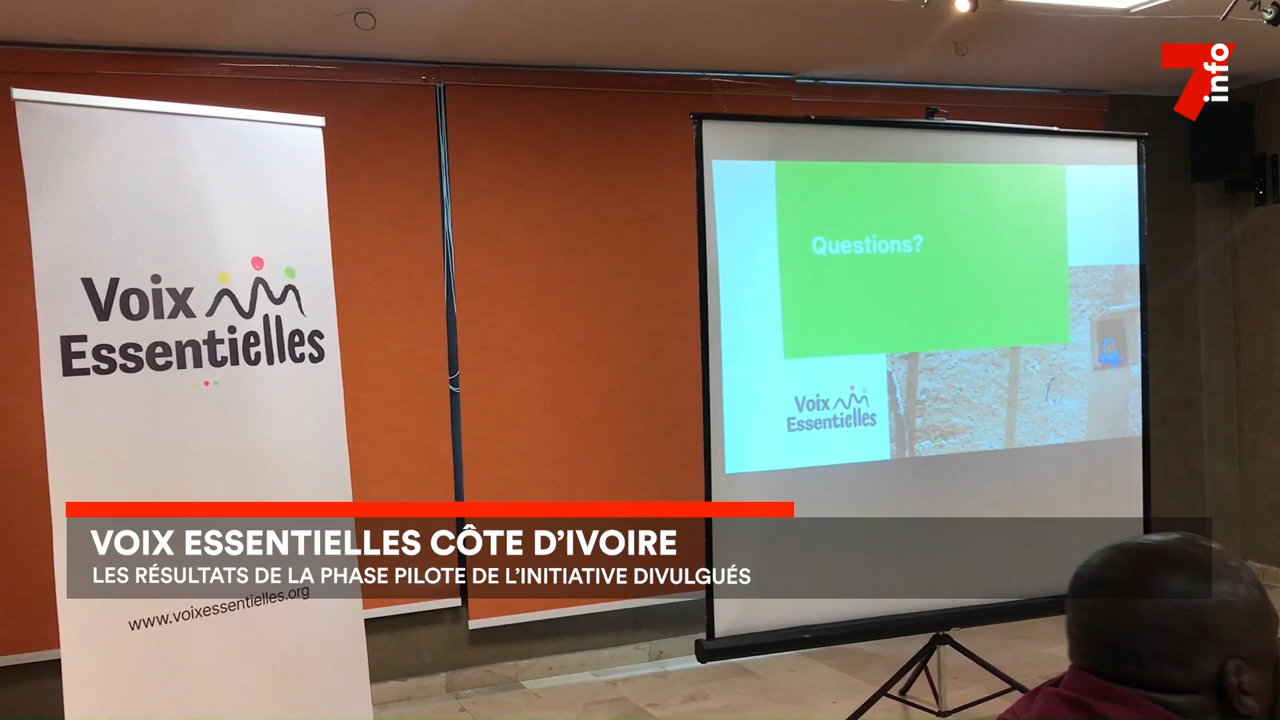 7info
Voix
Essentielles
www.voixessentielles.org
Questions?
Voix
Essentielles
VOIX ESSENTIELLES CÔTE D'IVOIRE
LES RÉSULTATS DE LA PHASE PILOTE DE L'INITIATIVE DIVULGUÉS